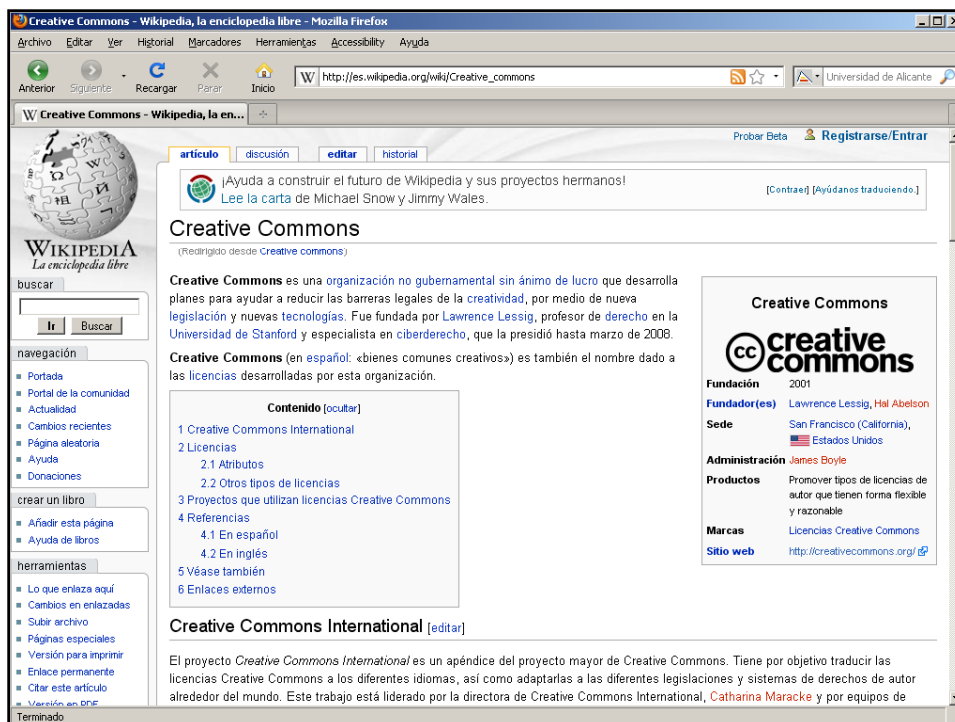 Creative Commons - Wikipedia, la enciclopedia libre - Mozilla Firefox
Archivo Editar Ver Historial Marcadores Herramientas Accessibility Ayuda
Anterior Siguiente Recargar Parar Inicio
W http://es.wikipedia.org/wiki/Creative_commons
Universidad de Alicante
W Creative Commons - Wikipedia, la en...
Probar Beta Registrarse/Entrar
artículo discusión editar historial
¡Ayuda a construir el futuro de Wikipedia y sus proyectos hermanos!
Lee la carta de Michael Snow y Jimmy Wales.
[Contraer] [Ayúdanos traduciendo.]
WIKIPEDIA
La enciclopedia libre
buscar
Ir Buscar
navegación
Portada
Portal de la comunidad
Actualidad
Cambios recientes
Página aleatoria
Ayuda
Donaciones
crear un libro
Añadir esta página
Ayuda de libros
herramientas
Lo que enlaza aquí
Cambios en enlazadas
Subir archivo
Páginas especiales
Versión para imprimir
Enlace permanente
Citar este artículo
Versión en PDF
Creative Commons
(Redirigido desde Creative commons)
Creative Commons es una organización no gubernamental sin ánimo de lucro que desarrolla
planes para ayudar a reducir las barreras legales de la creatividad, por medio de nueva
legislación y nuevas tecnologías. Fue fundada por Lawrence Lessig, profesor de derecho en la
Universidad de Stanford y especialista en ciberderecho, que la presidió hasta marzo de 2008.
Creative Commons (en español: «bienes comunes creativos») es también el nombre dado a
las licencias desarrolladas por esta organización.
Contenido [ocultar]
1 Creative Commons International
2 Licencias
2.1 Atributos
2.2 Otros tipos de licencias
3 Proyectos que utilizan licencias Creative Commons
4 Referencias
4.1 En español
4.2 En inglés
5 Véase también
6 Enlaces externos
Creative Commons
cc creative
commons
Fundación 2001
Fundador(es) Lawrence Lessig, Hal Abelson
Sede San Francisco (California),
Estados Unidos
Administración James Boyle
Productos Promover tipos de licencias de
autor que tienen forma flexible
y razonable
Marcas Licencias Creative Commons
Sitio web http://creativecommons.org/
Creative Commons International [editar]
El proyecto Creative Commons International es un apéndice del proyecto mayor de Creative Commons. Tiene por objetivo traducir las
licencias Creative Commons a los diferentes idiomas, así como adaptarlas a las diferentes legislaciones y sistemas de derechos de autor
alrededor del mundo. Este trabajo está liderado por la directora de Creative Commons International, Catharina Maracke y por equipos de
Terminado